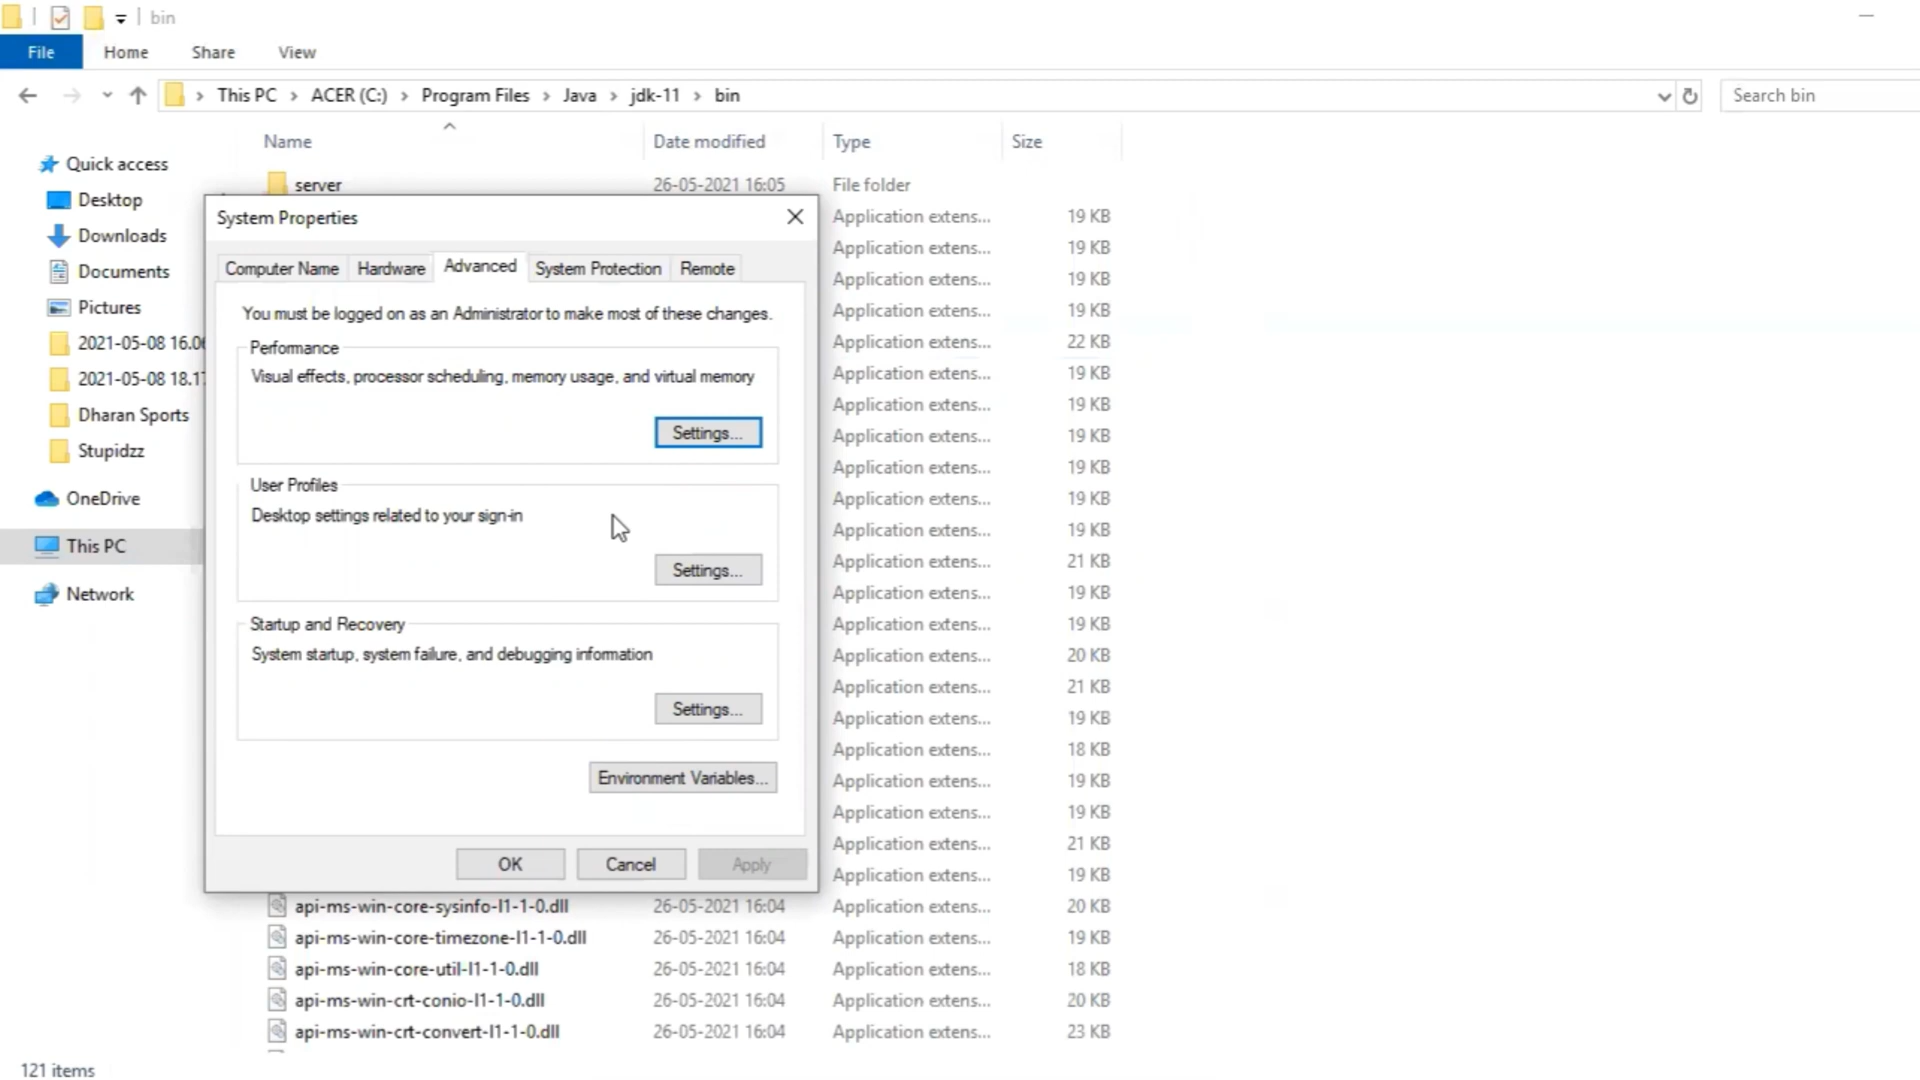 bin
File Home Share View
This PC ACER (C:) Program Files Java jdk-11 bin
Search bin
Name Date modified Type Size
Quick access
Desktop
Downloads
Documents
Pictures
2021-05-08 16.0
2021-05-08 18.1
Dharan Sports
Stupidzz
OneDrive
This PC
Network
server 26-05-2021 16:05 File folder
Application extens... 19 KB
Application extens... 19 KB
Application extens... 19 KB
Application extens... 19 KB
Application extens... 22 KB
Application extens... 19 KB
Application extens... 19 KB
Application extens... 19 KB
Application extens... 19 KB
Application extens... 19 KB
Application extens... 19 KB
Application extens... 21 KB
Application extens... 19 KB
Application extens... 19 KB
Application extens... 20 KB
Application extens... 21 KB
Application extens... 19 KB
Application extens... 18 KB
Application extens... 19 KB
Application extens... 19 KB
Application extens... 21 KB
Application extens... 19 KB
api-ms-win-core-sysinfo-l1-1-0.dll 26-05-2021 16:04 Application extens... 20 KB
api-ms-win-core-timezone-l1-1-0.dll 26-05-2021 16:04 Application extens... 19 KB
api-ms-win-core-util-l1-1-0.dll 26-05-2021 16:04 Application extens... 18 KB
api-ms-win-crt-conio-l1-1-0.dll 26-05-2021 16:04 Application extens... 20 KB
api-ms-win-crt-convert-l1-1-0.dll 26-05-2021 16:04 Application extens... 23 KB
System Properties
Computer Name Hardware Advanced System Protection Remote
You must be logged on as an Administrator to make most of these changes.
Performance
Visual effects, processor scheduling, memory usage, and virtual memory
Settings...
User Profiles
Desktop settings related to your sign-in
Settings...
Startup and Recovery
System startup, system failure, and debugging information
Settings...
Environment Variables...
OK Cancel Apply
121 items